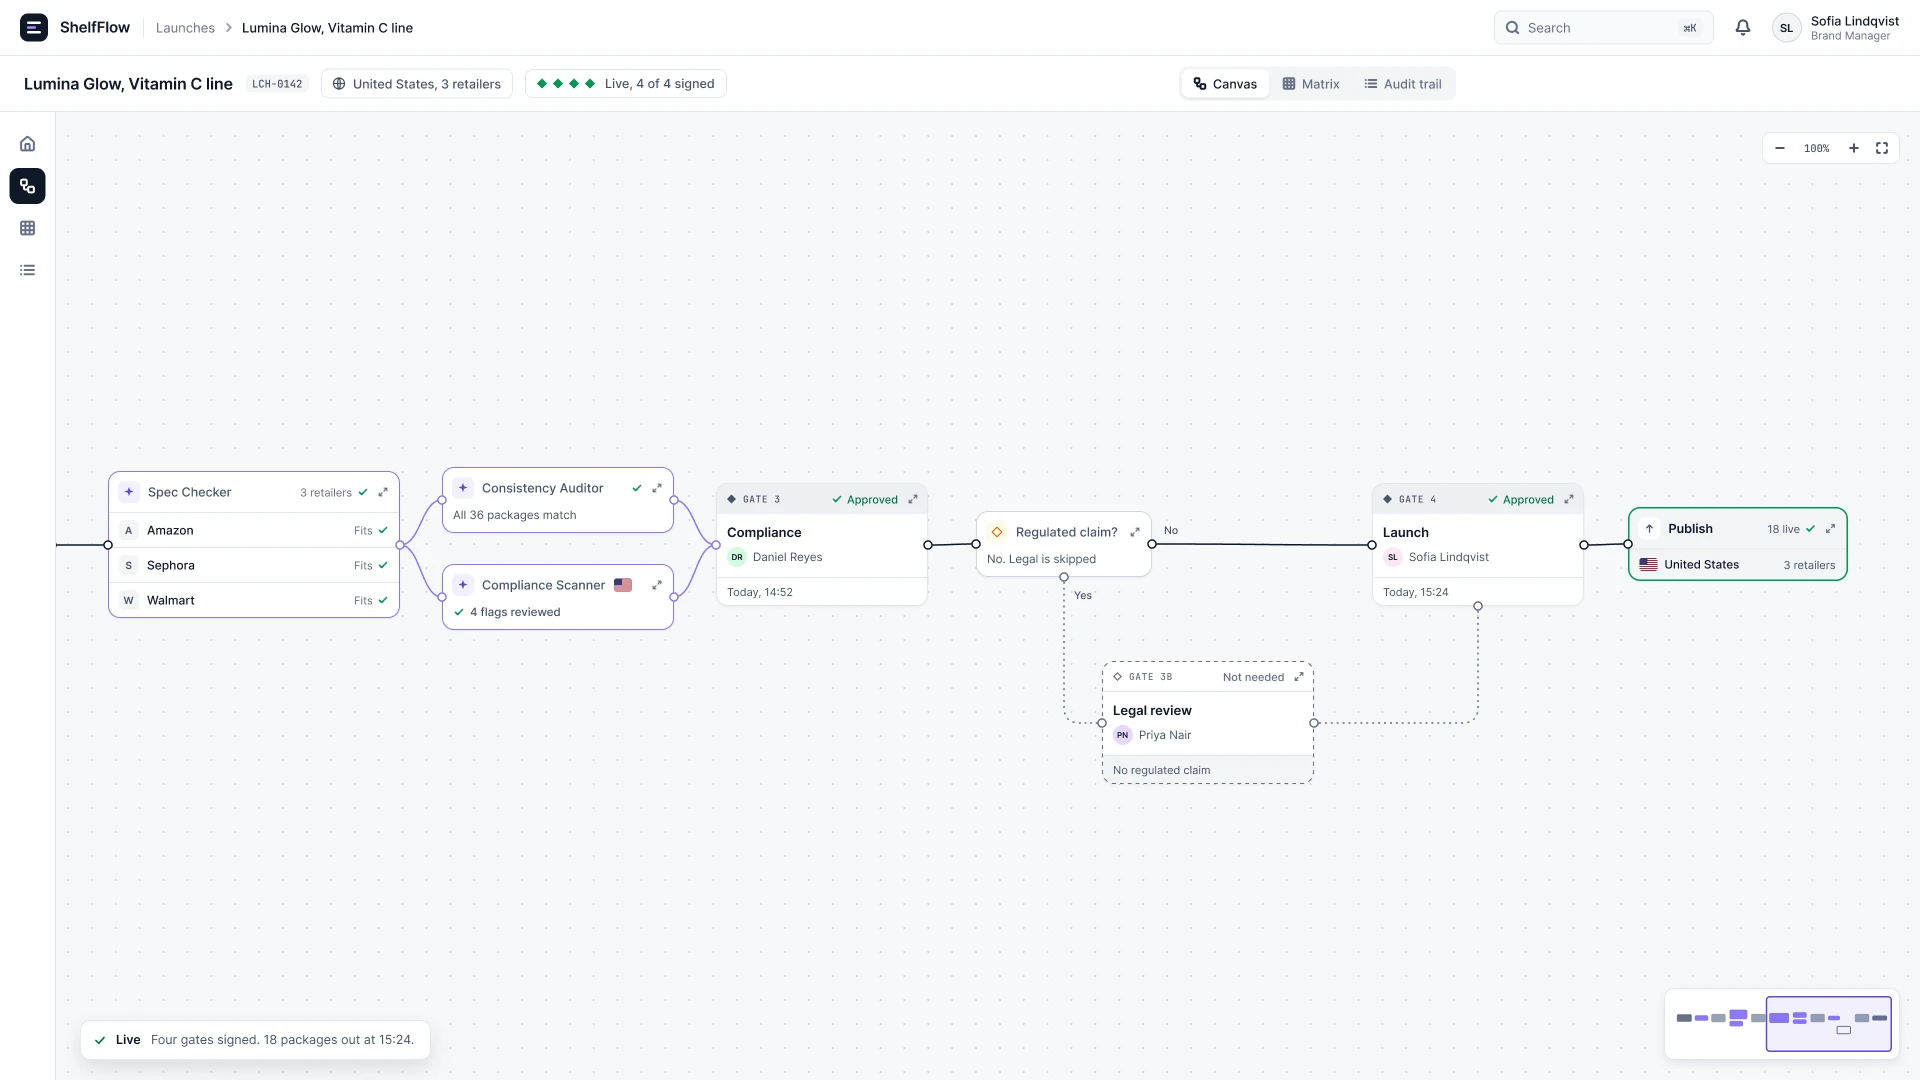 ShelfFlow
Launches
Lumina Glow, Vitamin C line
Search
⌘K
SL
Sofia Lindqvist
Brand Manager
Lumina Glow, Vitamin C line
LCH-0142
United States, 3 retailers
Live, 4 of 4 signed
Canvas
Matrix
Audit trail
100%
Spec Checker
3 retailers
A
Amazon
Fits
S
Sephora
Fits
W
Walmart
Fits
Consistency Auditor
All 36 packages match
Compliance Scanner
4 flags reviewed
GATE 3
Approved
Compliance
DR
Daniel Reyes
Today, 14:52
Regulated claim?
No. Legal is skipped
No
Yes
GATE 3B
Not needed
Legal review
PN
Priya Nair
No regulated claim
GATE 4
Approved
Launch
SL
Sofia Lindqvist
Today, 15:24
Publish
18 live
United States
3 retailers
Live
Four gates signed. 18 packages out at 15:24.